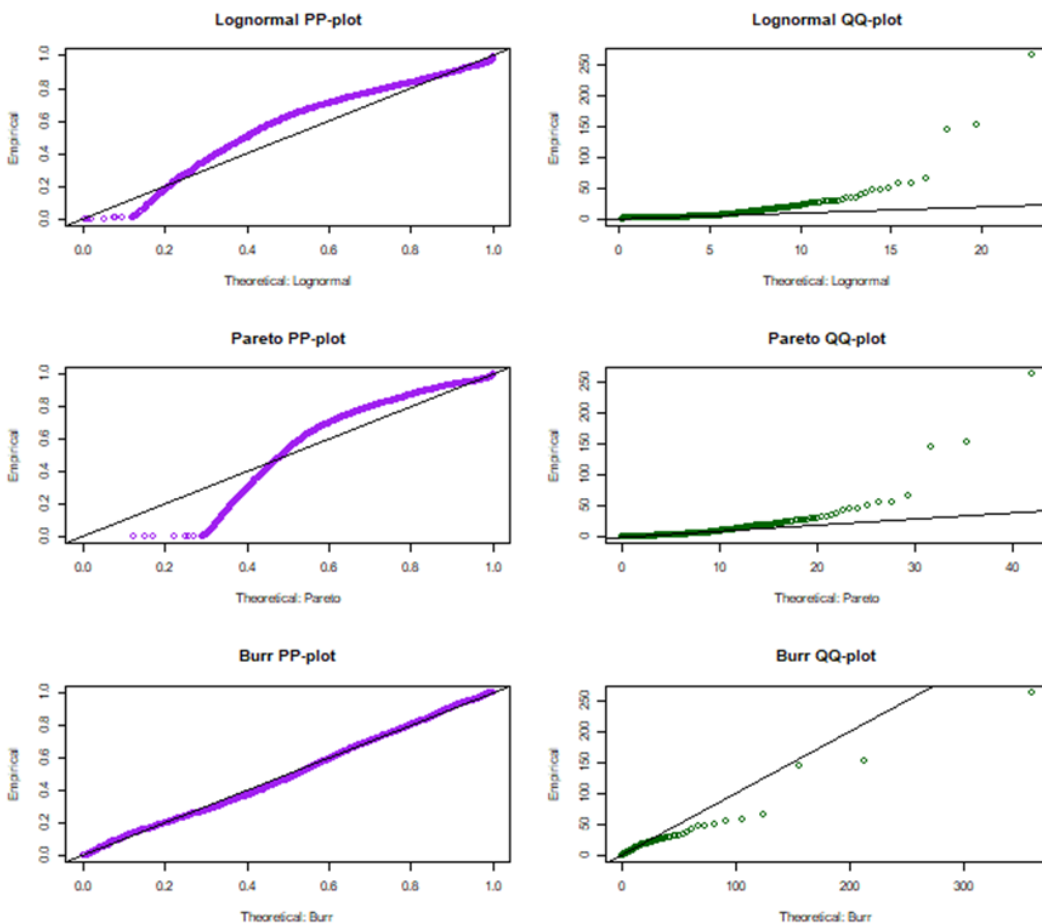 Lognormal PP-plot
Empirical
0.0 0.2 0.4 0.6 0.8 1.0
0.0 0.2 0.4 0.6 0.8 1.0
Theoretical: Lognormal
Lognormal QQ-plot
Empirical
0 50 100 150 200 250
0 5 10 15 20
Theoretical: Lognormal
Pareto PP-plot
Empirical
0.0 0.2 0.4 0.6 0.8 1.0
0.0 0.2 0.4 0.6 0.8 1.0
Theoretical: Pareto
Pareto QQ-plot
Empirical
0 50 100 150 200 250
0 10 20 30 40
Theoretical: Pareto
Burr PP-plot
Empirical
0.0 0.2 0.4 0.6 0.8 1.0
0.0 0.2 0.4 0.6 0.8 1.0
Theoretical: Burr
Burr QQ-plot
Empirical
0 50 100 150 200 250
0 100 200 300
Theoretical: Burr